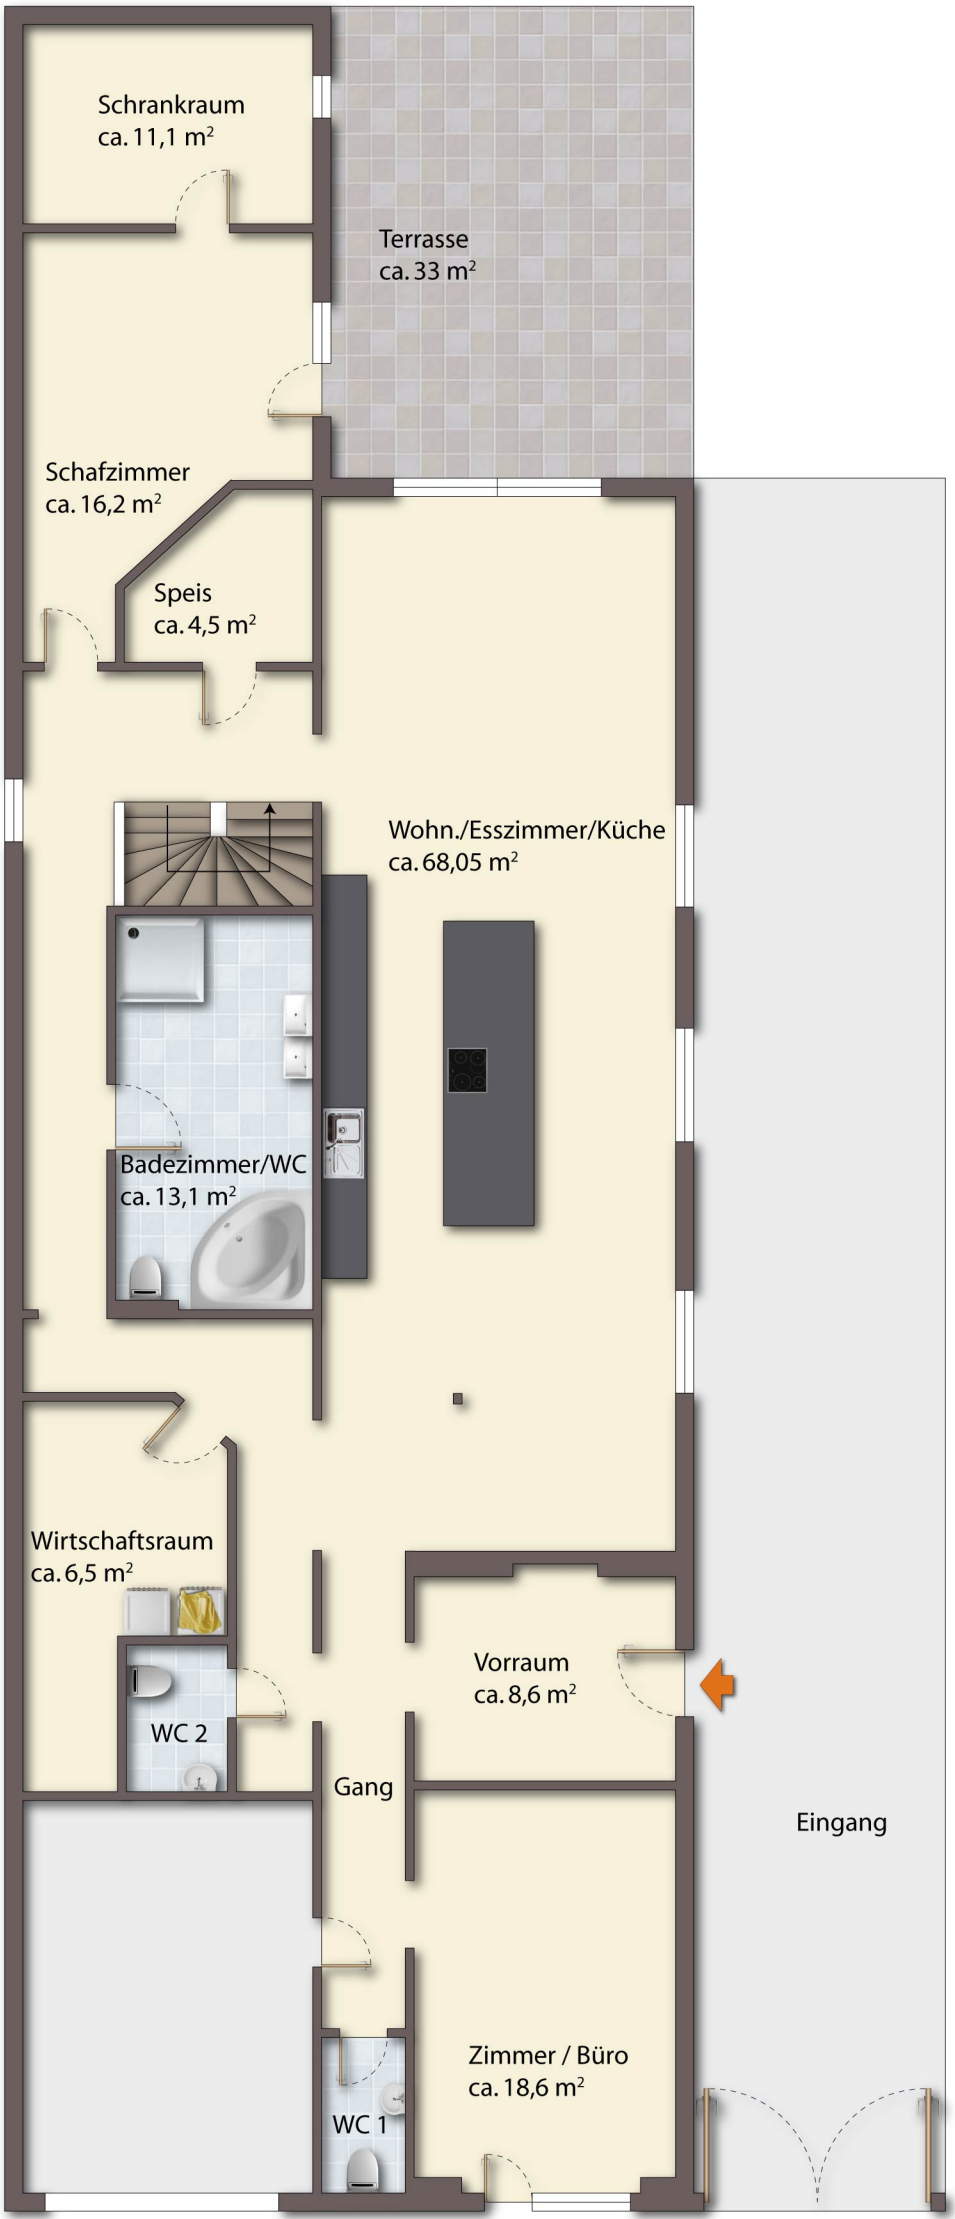 Schrankraum
ca. 11,1 m²
Terrasse
ca. 33 m²
Schafzimmer
ca. 16,2 m²
Speis
ca. 4,5 m²
Wohn./Esszimmer/Küche
ca. 68,05 m²
Badezimmer/WC
ca. 13,1 m²
Wirtschaftsraum
ca. 6,5 m²
Vorraum
ca. 8,6 m²
WC 2
Gang
Eingang
Zimmer / Büro
ca. 18,6 m²
WC 1